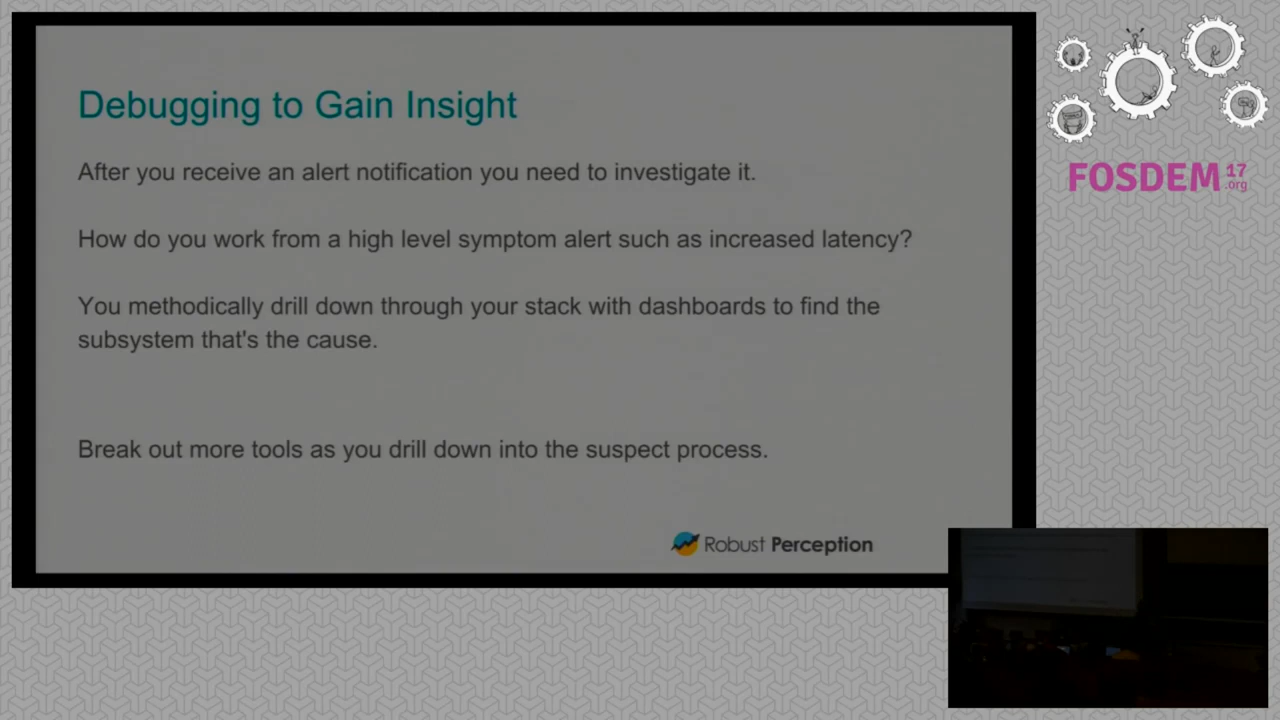 Debugging to Gain Insight
After you receive an alert notification you need to investigate it.
How do you work from a high level symptom alert such as increased latency?
You methodically drill down through your stack with dashboards to find the
subsystem that's the cause.
Break out more tools as you drill down into the suspect process.
Robust Perception
FOSDEM 17
.org